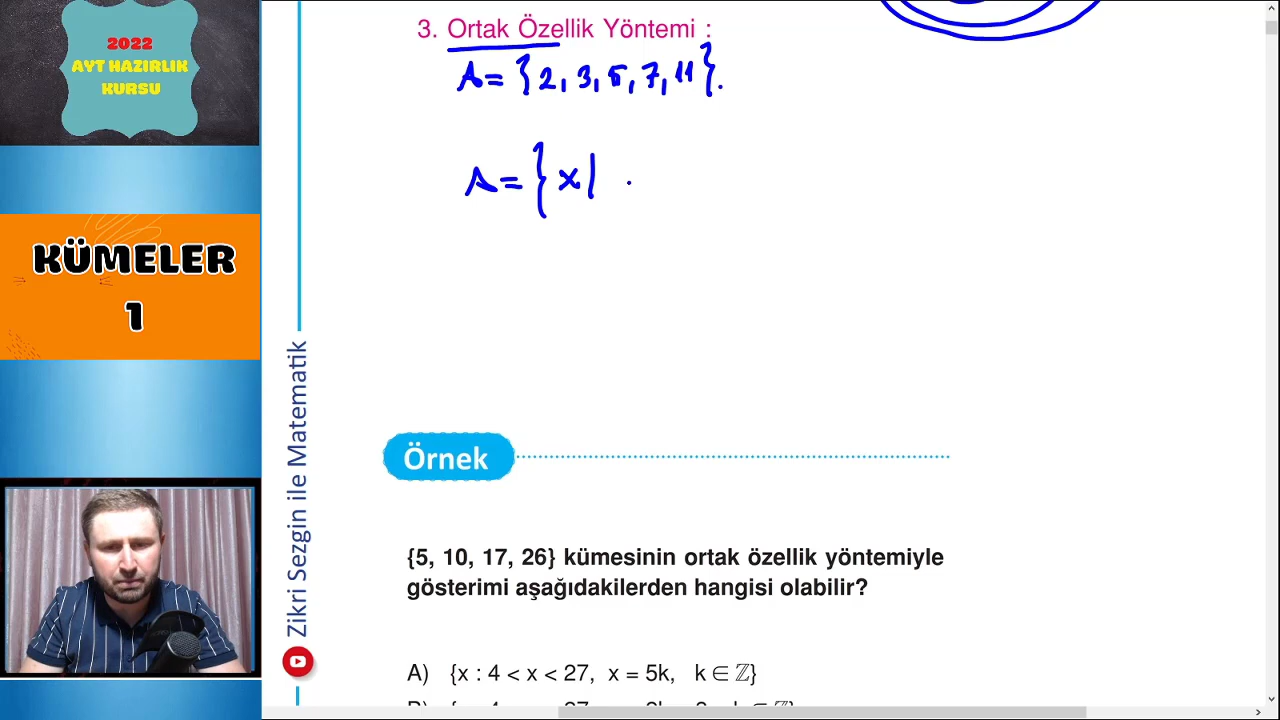 2022
AYT HAZIRLIK
KURSU
KÜMELER
1
Zikri Sezgin ile Matematik
3. Ortak Özellik Yöntemi :
A = {2, 3, 5, 7, 11}.
A = { x |
Örnek
{5, 10, 17, 26} kümesinin ortak özellik yöntemiyle
gösterimi aşağıdakilerden hangisi olabilir?
A) {x : 4 < x < 27, x = 5k, k ∈ ℤ}